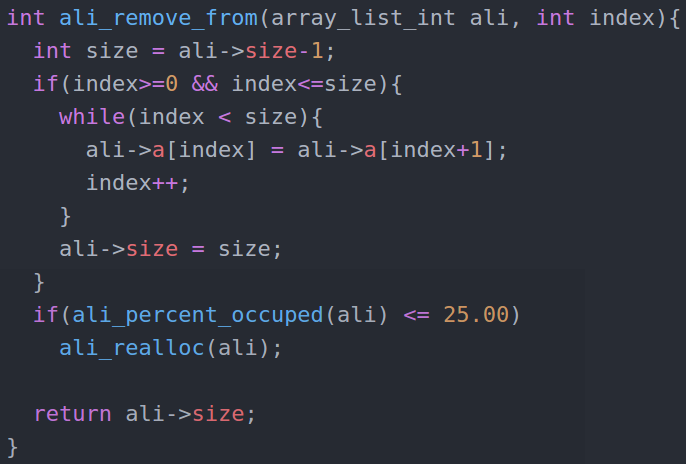 int ali_remove_from(array_list_int ali, int index){
  int size = ali->size-1;
  if(index>=0 && index<=size){
    while(index < size){
      ali->a[index] = ali->a[index+1];
      index++;
    }
    ali->size = size;
  }
  if(ali_percent_occuped(ali) <= 25.00)
    ali_realloc(ali);

  return ali->size;
}